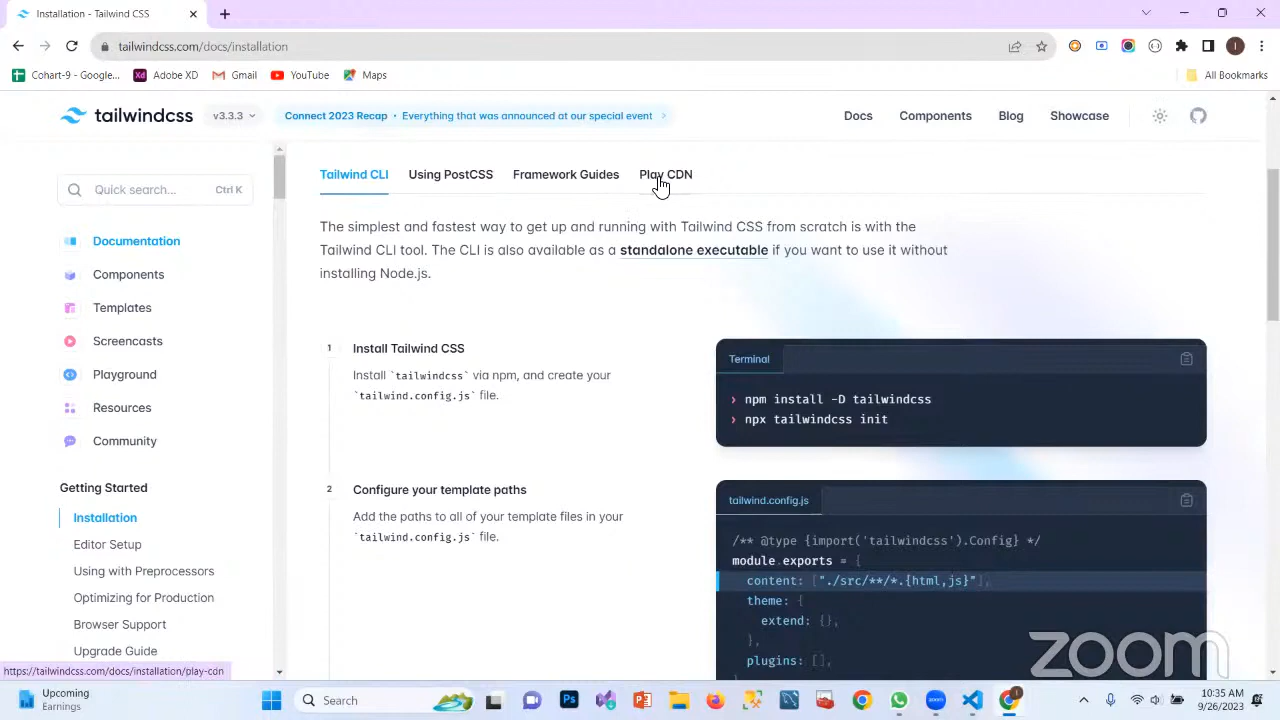 Installation - Tailwind CSS
tailwindcss.com/docs/installation
Cohart-9 - Google...
Xd Adobe XD
Gmail
YouTube
Maps
All Bookmarks
tailwindcss
v3.3.3
Connect 2023 Recap · Everything that was announced at our special event
Docs
Components
Blog
Showcase
Quick search...
Ctrl K
Documentation
Components
Templates
Screencasts
Playground
Resources
Community
Getting Started
Installation
Editor Setup
Using with Preprocessors
Optimizing for Production
Browser Support
Upgrade Guide
Tailwind CLI
Using PostCSS
Framework Guides
Play CDN
The simplest and fastest way to get up and running with Tailwind CSS from scratch is with the
Tailwind CLI tool. The CLI is also available as a standalone executable if you want to use it without
installing Node.js.
1
Install Tailwind CSS
Install `tailwindcss` via npm, and create your
`tailwind.config.js` file.
Terminal
› npm install -D tailwindcss
› npx tailwindcss init
2
Configure your template paths
Add the paths to all of your template files in your
`tailwind.config.js` file.
tailwind.config.js
/** @type {import('tailwindcss').Config} */
module.exports = {
content: ["./src/**/*.{html,js}"],
theme: {
extend: {},
},
plugins: [],
zoom
https://tailwindcss.com/docs/installation/play-cdn
Upcoming
Earnings
Search
Ps
10:35 AM
9/26/2023